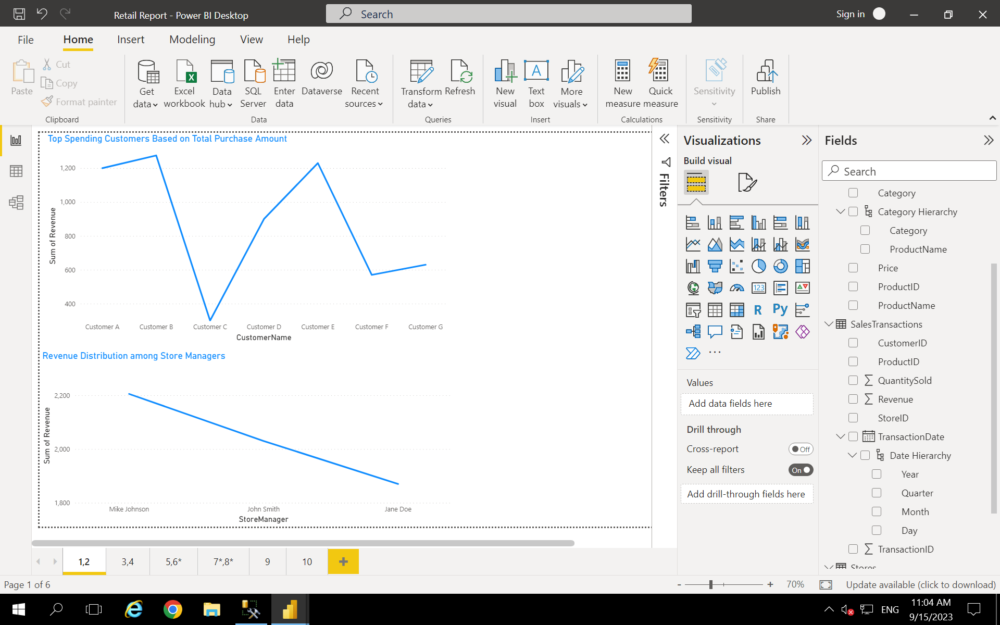 Retail Report - Power BI Desktop
Search
Sign in
File
Home
Insert
Modeling
View
Help
Paste
Cut
Copy
Format painter
Clipboard
Get data
Excel workbook
Data hub
SQL Server
Enter data
Dataverse
Recent sources
Data
Transform data
Refresh
Queries
New visual
Text box
More visuals
Insert
New measure
Quick measure
Calculations
Sensitivity
Sensitivity
Publish
Share
Top Spending Customers Based on Total Purchase Amount
1,200
1,000
800
600
400
Sum of Revenue
Customer A
Customer B
Customer C
Customer D
Customer E
Customer F
Customer G
CustomerName
Revenue Distribution among Store Managers
2,200
2,000
1,800
Sum of Revenue
Mike Johnson
John Smith
Jane Doe
StoreManager
Filters
Visualizations
Build visual
123
R
Py
Values
Add data fields here
Drill through
Cross-report
Off
Keep all filters
On
Add drill-through fields here
Fields
Search
Category
Category Hierarchy
Category
ProductName
Price
ProductID
ProductName
SalesTransactions
CustomerID
ProductID
QuantitySold
Revenue
StoreID
TransactionDate
Date Hierarchy
Year
Quarter
Month
Day
TransactionID
Stores
1,2
3,4
5,6*
7*,8*
9
10
Page 1 of 6
70%
Update available (click to download)
ENG
11:04 AM
9/15/2023